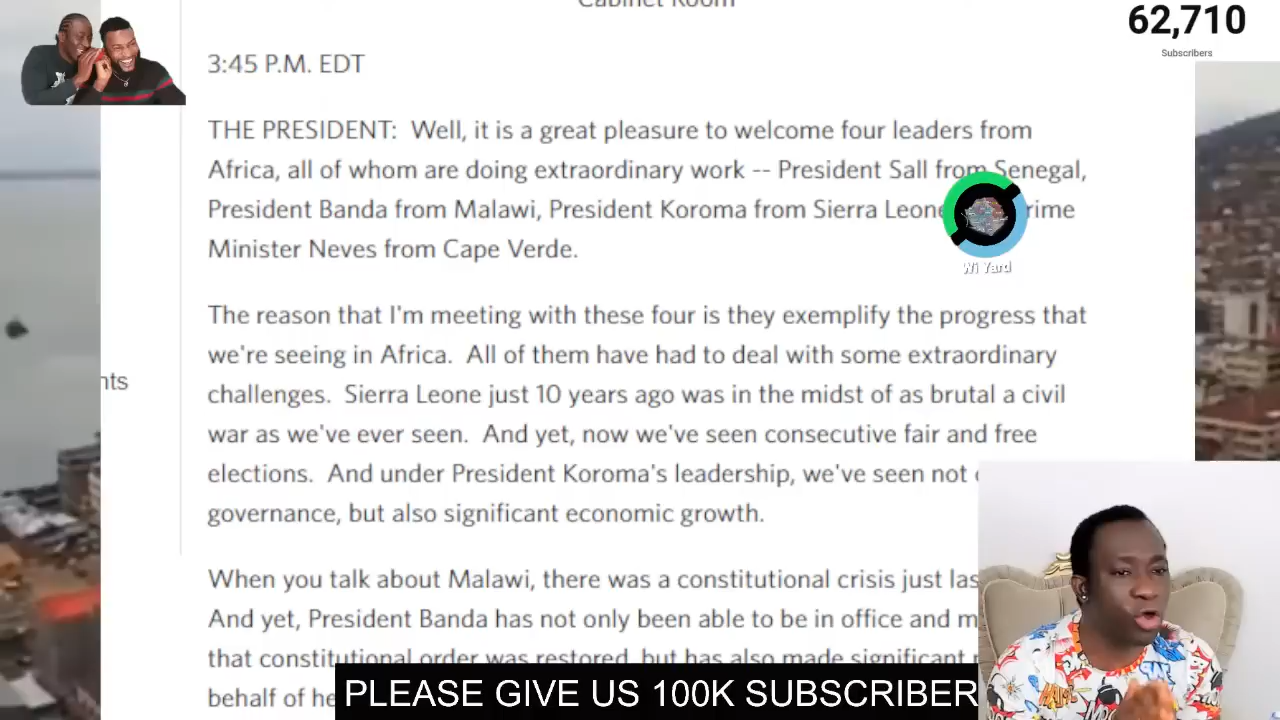 Cabinet Room
62,710
Subscribers
3:45 P.M. EDT
THE PRESIDENT: Well, it is a great pleasure to welcome four leaders from
Africa, all of whom are doing extraordinary work -- President Sall from Senegal,
President Banda from Malawi, President Koroma from Sierra Leone rime
Minister Neves from Cape Verde.
Wi Yard
The reason that I'm meeting with these four is they exemplify the progress that
we're seeing in Africa. All of them have had to deal with some extraordinary
nts
challenges. Sierra Leone just 10 years ago was in the midst of as brutal a civil
war as we've ever seen. And yet, now we've seen consecutive fair and free
elections. And under President Koroma's leadership, we've seen not
governance, but also significant economic growth.
When you talk about Malawi, there was a constitutional crisis just las
And yet, President Banda has not only been able to be in office and m
that constitutional order was restored, but has also made significant
behalf of he
PLEASE GIVE US 100K SUBSCRIBER